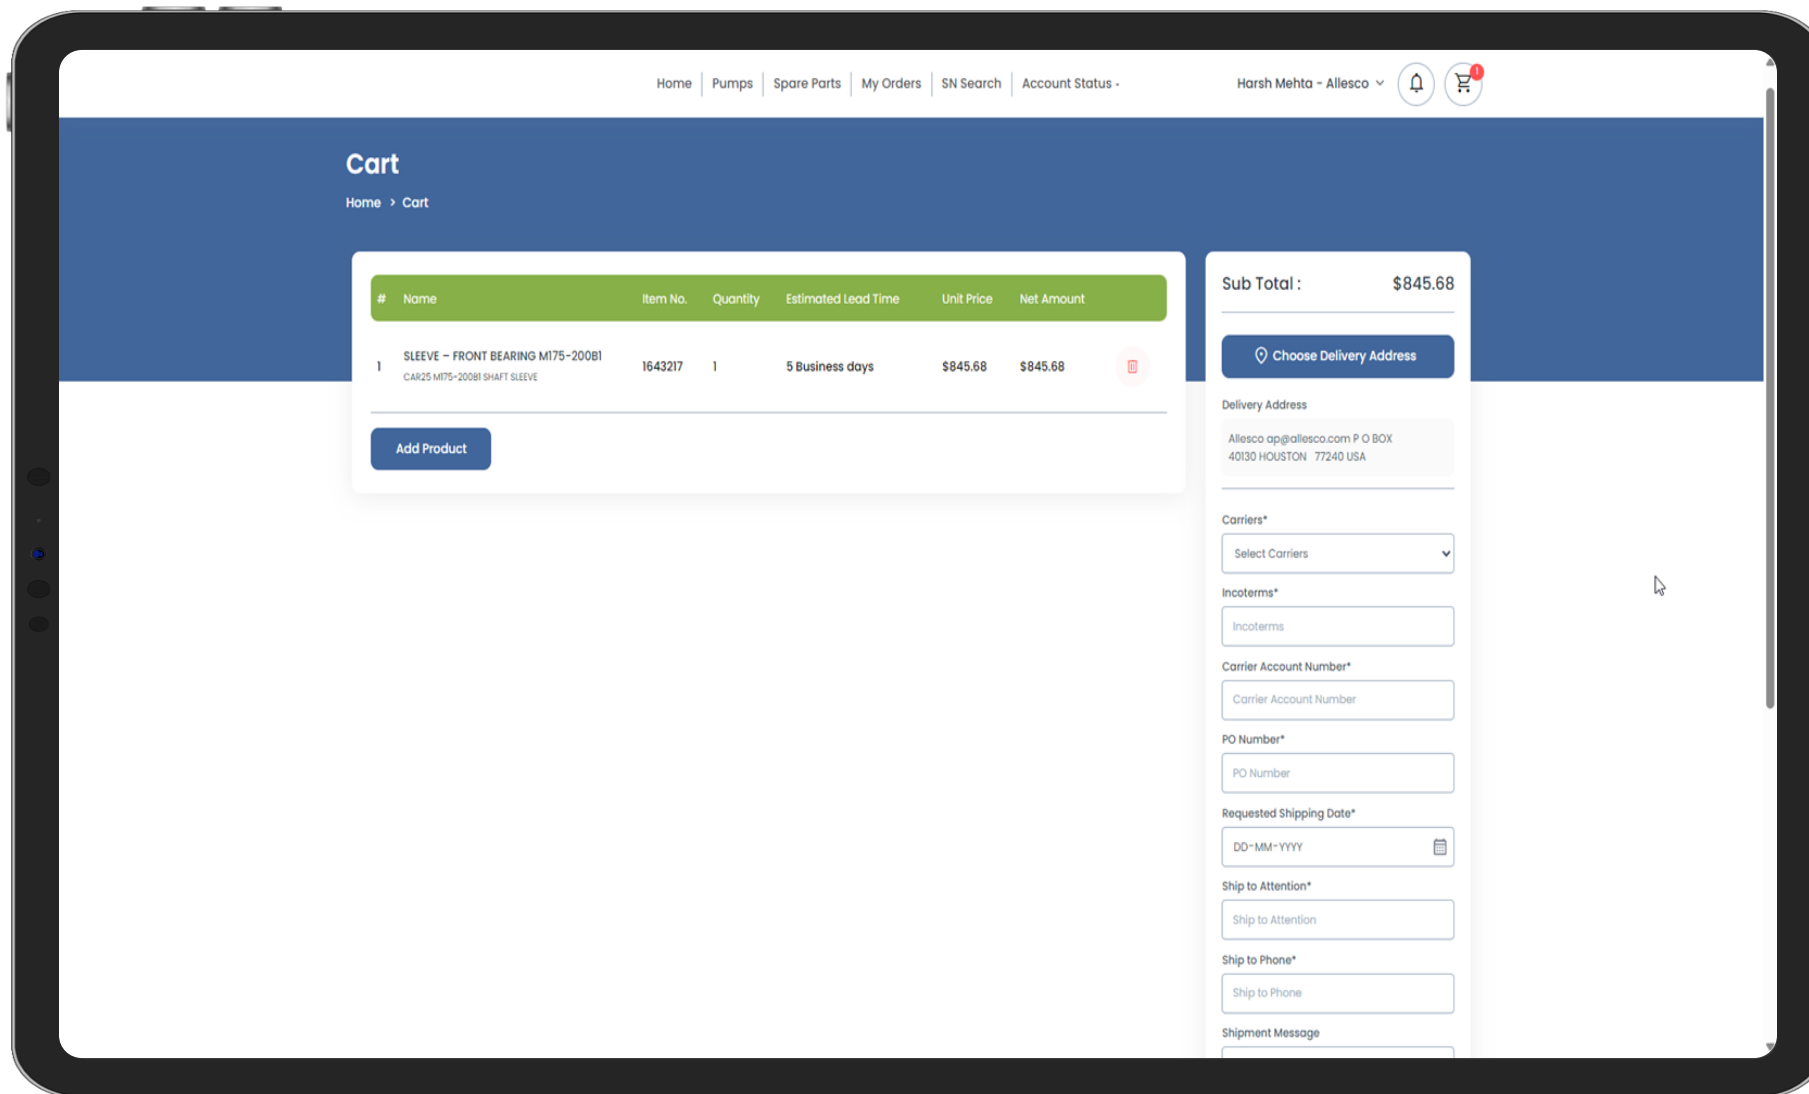 Home Pumps Spare Parts My Orders SN Search Account Status - Harsh Mehta - Allesco 1
Cart
Home > Cart
# Name Item No. Quantity Estimated Lead Time Unit Price Net Amount
1 SLEEVE - FRONT BEARING M175-200B1 1643217 1 5 Business days $845.68 $845.68
CAR25 M175-200B1 SHAFT SLEEVE
Add Product
Sub Total : $845.68
Choose Delivery Address
Delivery Address
Allesco ap@allesco.com P O BOX
40130 HOUSTON 77240 USA
Carriers*
Select Carriers
Incoterms*
Incoterms
Carrier Account Number*
Carrier Account Number
PO Number*
PO Number
Requested Shipping Date*
DD-MM-YYYY
Ship to Attention*
Ship to Attention
Ship to Phone*
Ship to Phone
Shipment Message